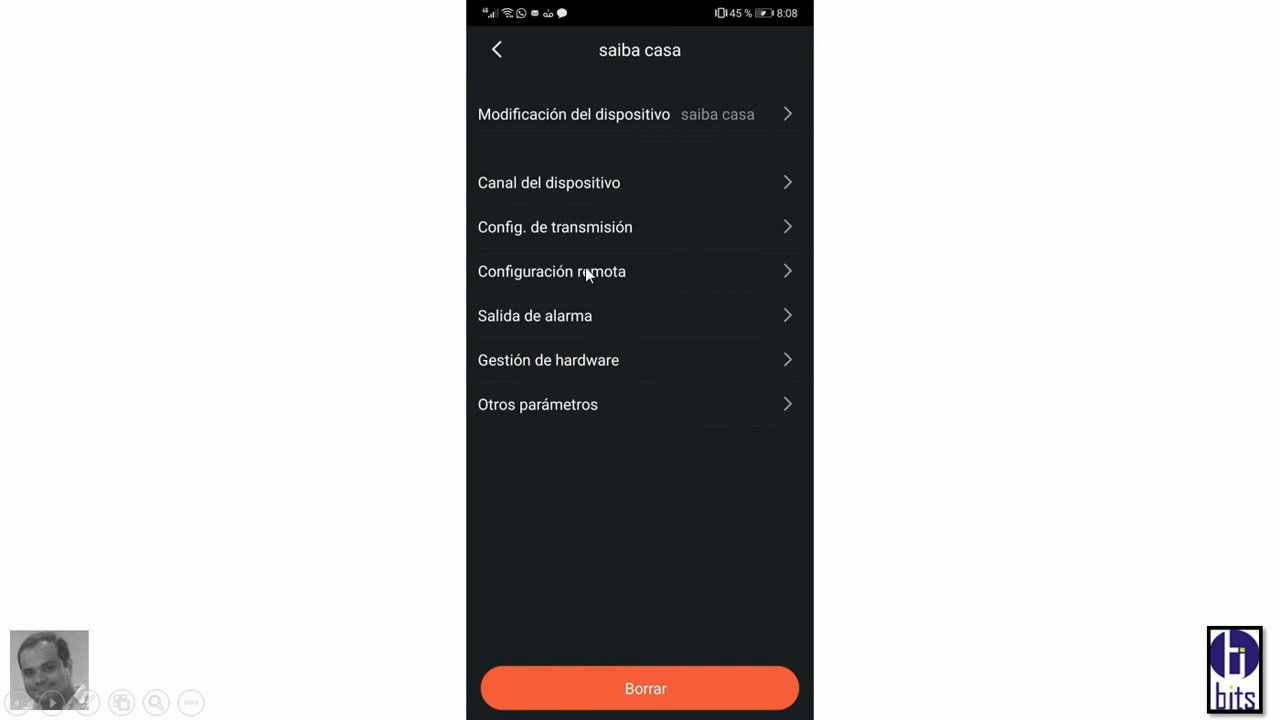 45 % 8:08
saiba casa
Modificación del dispositivo saiba casa
Canal del dispositivo
Config. de transmisión
Configuración remota
Salida de alarma
Gestión de hardware
Otros parámetros
Borrar
bits